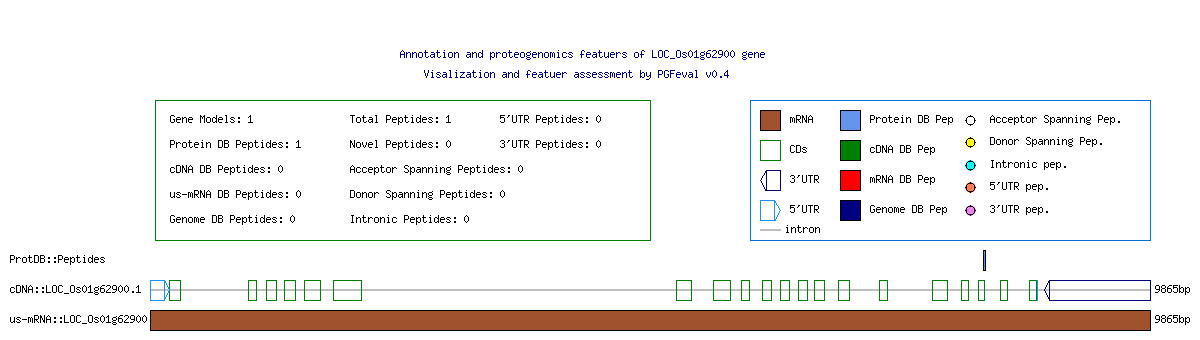 Annotation and proteogenomics featuers of LOC_Os01g62900 gene
Visalization and featuer assessment by PGFeval v0.4
Gene Models: 1 Total Peptides: 1 5'UTR Peptides: 0
Protein DB Peptides: 1 Novel Peptides: 0 3'UTR Peptides: 0
cDNA DB Peptides: 0 Acceptor Spanning Peptides: 0
us-mRNA DB Peptides: 0 Donor Spanning Peptides: 0
Genome DB Peptides: 0 Intronic Peptides: 0
mRNA Protein DB Pep Acceptor Spanning Pep.
CDs cDNA DB Pep Donor Spanning Pep.
3'UTR mRNA DB Pep Intronic pep.
5'UTR Genome DB Pep 5'UTR pep.
intron 3'UTR pep.
ProtDB::Peptides
cDNA::LOC_Os01g62900.1 9865bp
us-mRNA::LOC_Os01g62900 9865bp